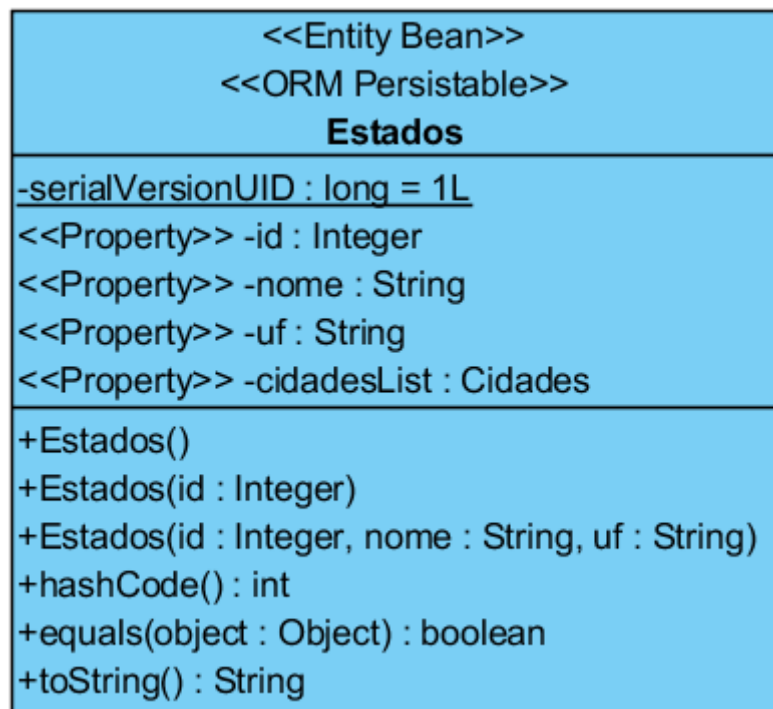 <<Entity Bean>>
<<ORM Persistable>>
Estados
-serialVersionUID : long = 1L
<<Property>> -id : Integer
<<Property>> -nome : String
<<Property>> -uf : String
<<Property>> -cidadesList : Cidades
+Estados()
+Estados(id : Integer)
+Estados(id : Integer, nome : String, uf : String)
+hashCode() : int
+equals(object : Object) : boolean
+toString() : String